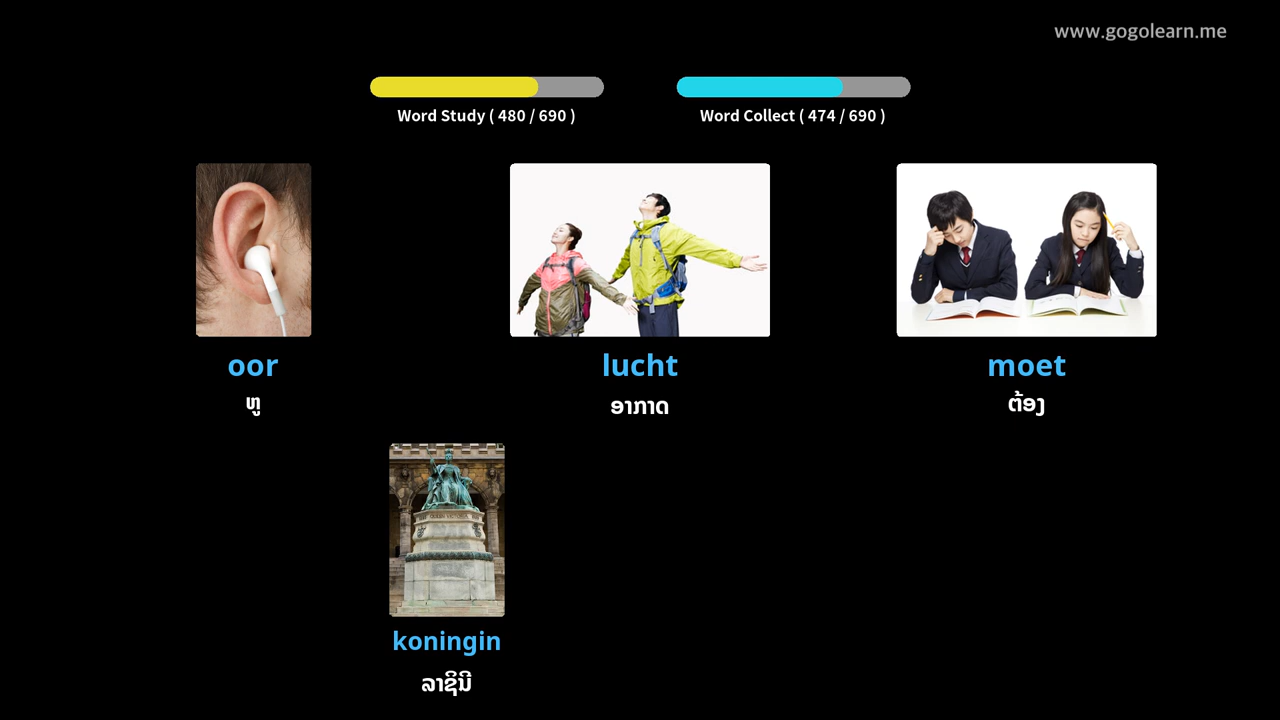 www.gogolearn.me
Word Study ( 480 / 690 )
Word Collect ( 474 / 690 )
oor
lucht
moet
ຫູ
ອາກາດ
ຕ້ອງ
koningin
ລາຊິນີ